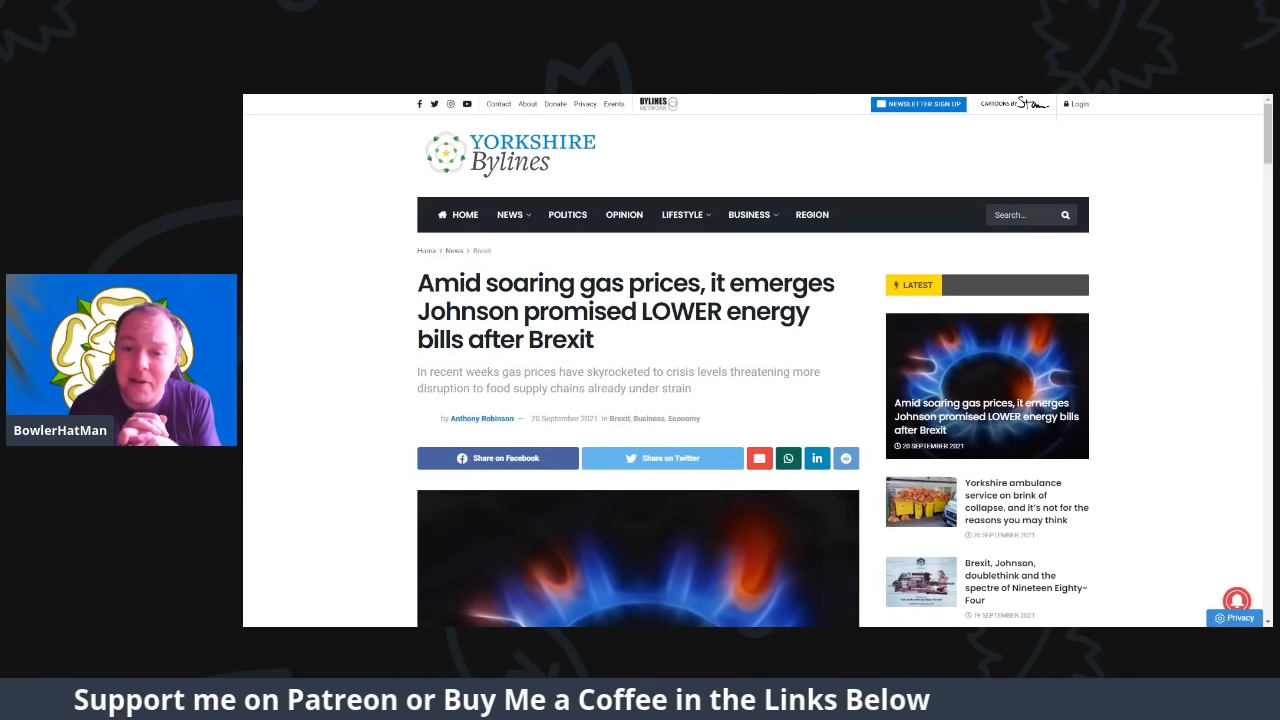 Contact About Donate Privacy Events
BYLINES
NETWORK
NEWSLETTER SIGN UP
CARTOONS BY
Login
YORKSHIRE
Bylines
HOME NEWS POLITICS OPINION LIFESTYLE BUSINESS REGION
Search...
Home > News > Brexit
Amid soaring gas prices, it emerges
Johnson promised LOWER energy
bills after Brexit
In recent weeks gas prices have skyrocketed to crisis levels threatening more
disruption to food supply chains already under strain
by Anthony Robinson — 20 September 2021 in Brexit, Business, Economy
Share on Facebook
Share on Twitter
LATEST
Amid soaring gas prices, it emerges
Johnson promised LOWER energy bills
after Brexit
20 SEPTEMBER 2021
Yorkshire ambulance
service on brink of
collapse, and it's not for the
reasons you may think
20 SEPTEMBER 2021
Brexit, Johnson,
doublethink and the
spectre of Nineteen Eighty-
Four
19 SEPTEMBER 2021
Privacy
BowlerHatMan
Support me on Patreon or Buy Me a Coffee in the Links Below